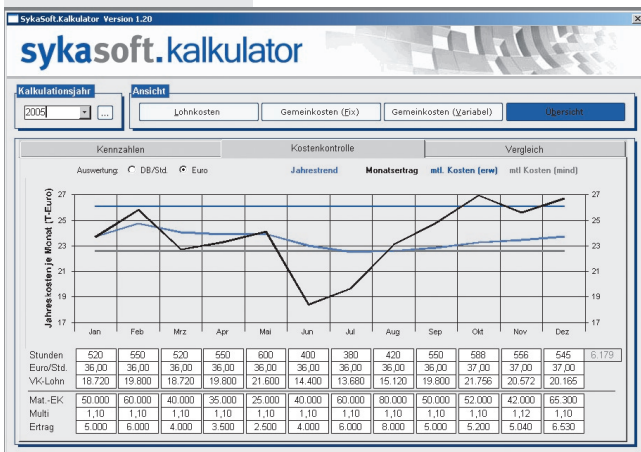 SykaSoft.Kalkulator Version 1.20
sykasoft.kalkulator
Kalkulationsjahr
Ansicht
2005 ... Lohnkosten Gemeinkosten (Fix) Gemeinkosten (Variabel) Übersicht
Kennzahlen Kostenkontrolle Vergleich
Auswertung: DB/Std. Euro Jahrestrend Monatsertrag mtl. Kosten (erw) mtl Kosten (mind)
Jahreskosten je Monat (T-Euro)
27 27
25 25
23 23
21 21
19 19
17 17
Jan Feb Mrz Apr Mai Jun Jul Aug Sep Okt Nov Dez
Stunden 520 550 520 550 600 400 380 420 550 588 556 545 6.179
Euro/Std. 36,00 36,00 36,00 36,00 36,00 36,00 36,00 36,00 36,00 37,00 37,00 37,00
VK-Lohn 18.720 19.800 18.720 19.800 21.600 14.400 13.680 15.120 19.800 21.756 20.572 20.165
Mat.-EK 50.000 60.000 40.000 35.000 25.000 40.000 60.000 80.000 50.000 52.000 42.000 65.300
Multi 1,10 1,10 1,10 1,10 1,10 1,10 1,10 1,10 1,10 1,10 1,12 1,10
Ertrag 5.000 6.000 4.000 3.500 2.500 4.000 6.000 8.000 5.000 5.200 5.040 6.530